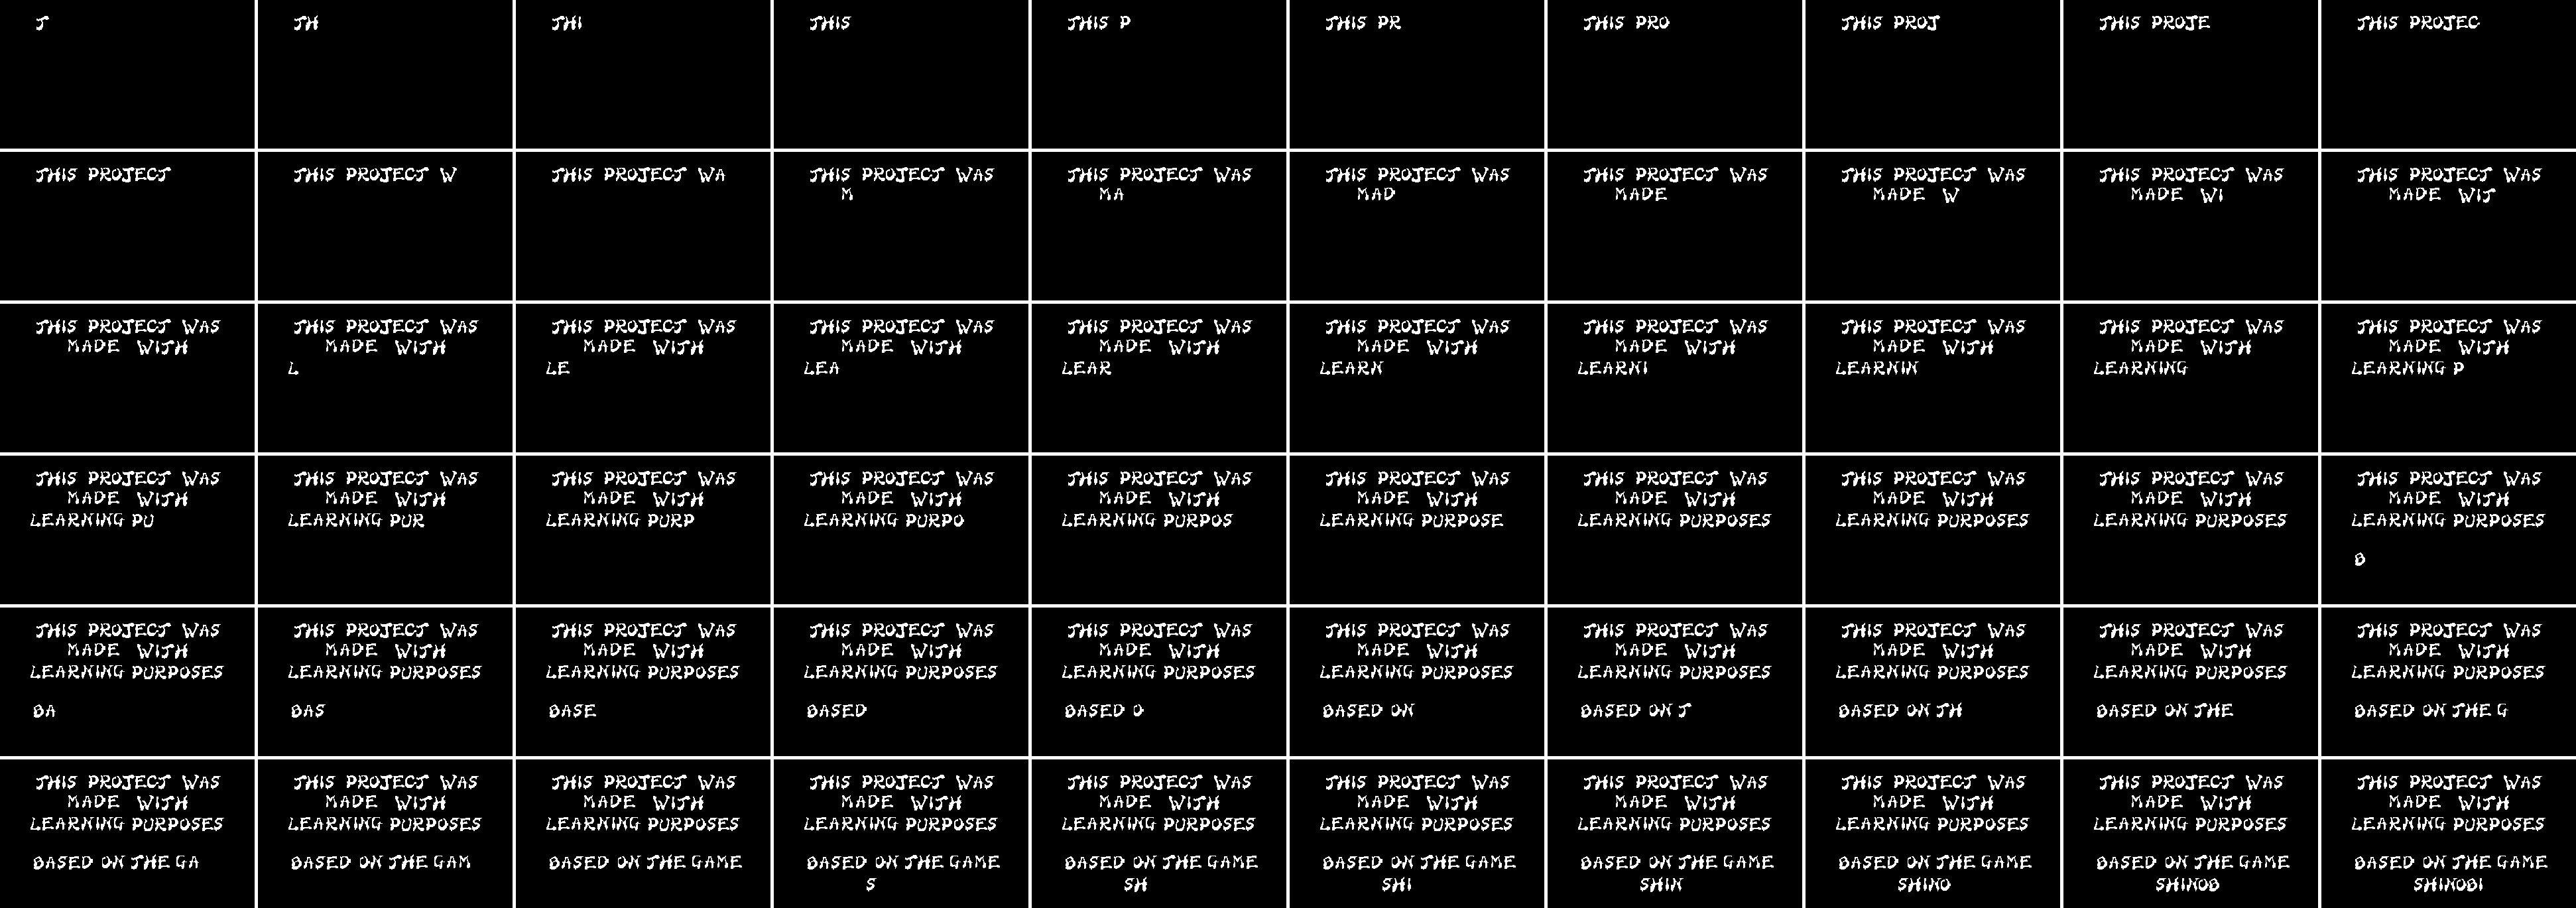 T
TH
THI
THIS
THIS P
THIS PR
THIS PRO
THIS PROJ
THIS PROJE
THIS PROJEC
THIS PROJECT
THIS PROJECT W
THIS PROJECT WA
THIS PROJECT WAS
M
THIS PROJECT WAS
MA
THIS PROJECT WAS
MAD
THIS PROJECT WAS
MADE
THIS PROJECT WAS
MADE W
THIS PROJECT WAS
MADE WI
THIS PROJECT WAS
MADE WIT
THIS PROJECT WAS
MADE WITH
THIS PROJECT WAS
MADE WITH
L
THIS PROJECT WAS
MADE WITH
LE
THIS PROJECT WAS
MADE WITH
LEA
THIS PROJECT WAS
MADE WITH
LEAR
THIS PROJECT WAS
MADE WITH
LEARN
THIS PROJECT WAS
MADE WITH
LEARNI
THIS PROJECT WAS
MADE WITH
LEARNIN
THIS PROJECT WAS
MADE WITH
LEARNING
THIS PROJECT WAS
MADE WITH
LEARNING P
THIS PROJECT WAS
MADE WITH
LEARNING PU
THIS PROJECT WAS
MADE WITH
LEARNING PUR
THIS PROJECT WAS
MADE WITH
LEARNING PURP
THIS PROJECT WAS
MADE WITH
LEARNING PURPO
THIS PROJECT WAS
MADE WITH
LEARNING PURPOS
THIS PROJECT WAS
MADE WITH
LEARNING PURPOSE
THIS PROJECT WAS
MADE WITH
LEARNING PURPOSES
THIS PROJECT WAS
MADE WITH
LEARNING PURPOSES
THIS PROJECT WAS
MADE WITH
LEARNING PURPOSES
THIS PROJECT WAS
MADE WITH
LEARNING PURPOSES
B
THIS PROJECT WAS
MADE WITH
LEARNING PURPOSES
BA
THIS PROJECT WAS
MADE WITH
LEARNING PURPOSES
BAS
THIS PROJECT WAS
MADE WITH
LEARNING PURPOSES
BASE
THIS PROJECT WAS
MADE WITH
LEARNING PURPOSES
BASED
THIS PROJECT WAS
MADE WITH
LEARNING PURPOSES
BASED O
THIS PROJECT WAS
MADE WITH
LEARNING PURPOSES
BASED ON
THIS PROJECT WAS
MADE WITH
LEARNING PURPOSES
BASED ON T
THIS PROJECT WAS
MADE WITH
LEARNING PURPOSES
BASED ON TH
THIS PROJECT WAS
MADE WITH
LEARNING PURPOSES
BASED ON THE
THIS PROJECT WAS
MADE WITH
LEARNING PURPOSES
BASED ON THE G
THIS PROJECT WAS
MADE WITH
LEARNING PURPOSES
BASED ON THE GA
THIS PROJECT WAS
MADE WITH
LEARNING PURPOSES
BASED ON THE GAM
THIS PROJECT WAS
MADE WITH
LEARNING PURPOSES
BASED ON THE GAME
THIS PROJECT WAS
MADE WITH
LEARNING PURPOSES
BASED ON THE GAME
S
THIS PROJECT WAS
MADE WITH
LEARNING PURPOSES
BASED ON THE GAME
SH
THIS PROJECT WAS
MADE WITH
LEARNING PURPOSES
BASED ON THE GAME
SHI
THIS PROJECT WAS
MADE WITH
LEARNING PURPOSES
BASED ON THE GAME
SHIN
THIS PROJECT WAS
MADE WITH
LEARNING PURPOSES
BASED ON THE GAME
SHINO
THIS PROJECT WAS
MADE WITH
LEARNING PURPOSES
BASED ON THE GAME
SHINOB
THIS PROJECT WAS
MADE WITH
LEARNING PURPOSES
BASED ON THE GAME
SHINOBI